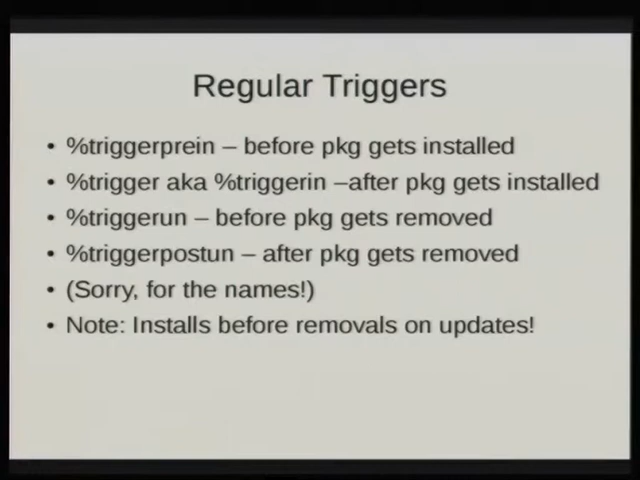 Regular Triggers
• %triggerprein – before pkg gets installed
• %trigger aka %triggerin –after pkg gets installed
• %triggerun – before pkg gets removed
• %triggerpostun – after pkg gets removed
• (Sorry, for the names!)
• Note: Installs before removals on updates!